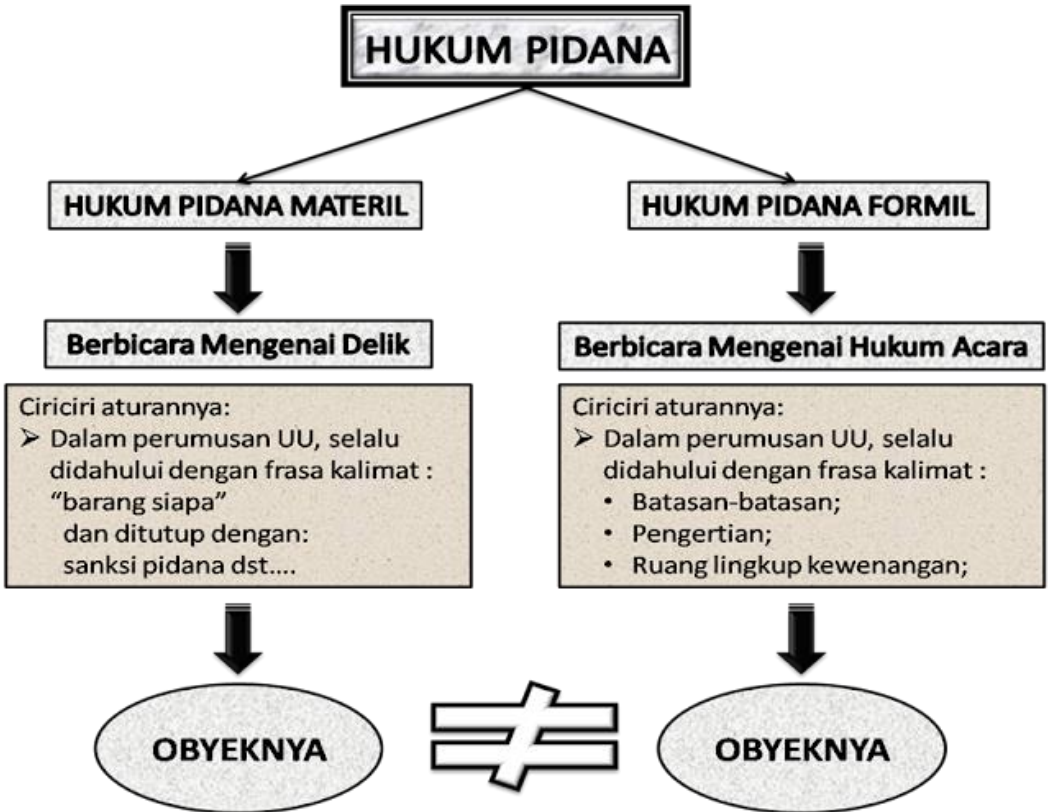 HUKUM PIDANA
HUKUM PIDANA MATERIL
Berbicara Mengenai Delik
Ciriciri aturannya:
➢ Dalam perumusan UU, selalu
didahului dengan frasa kalimat :
“barang siapa”
dan ditutup dengan:
sanksi pidana dst....
OBYEKNYA
≠
HUKUM PIDANA FORMIL
Berbicara Mengenai Hukum Acara
Ciriciri aturannya:
➢ Dalam perumusan UU, selalu
didahului dengan frasa kalimat :
• Batasan-batasan;
• Pengertian;
• Ruang lingkup kewenangan;
OBYEKNYA